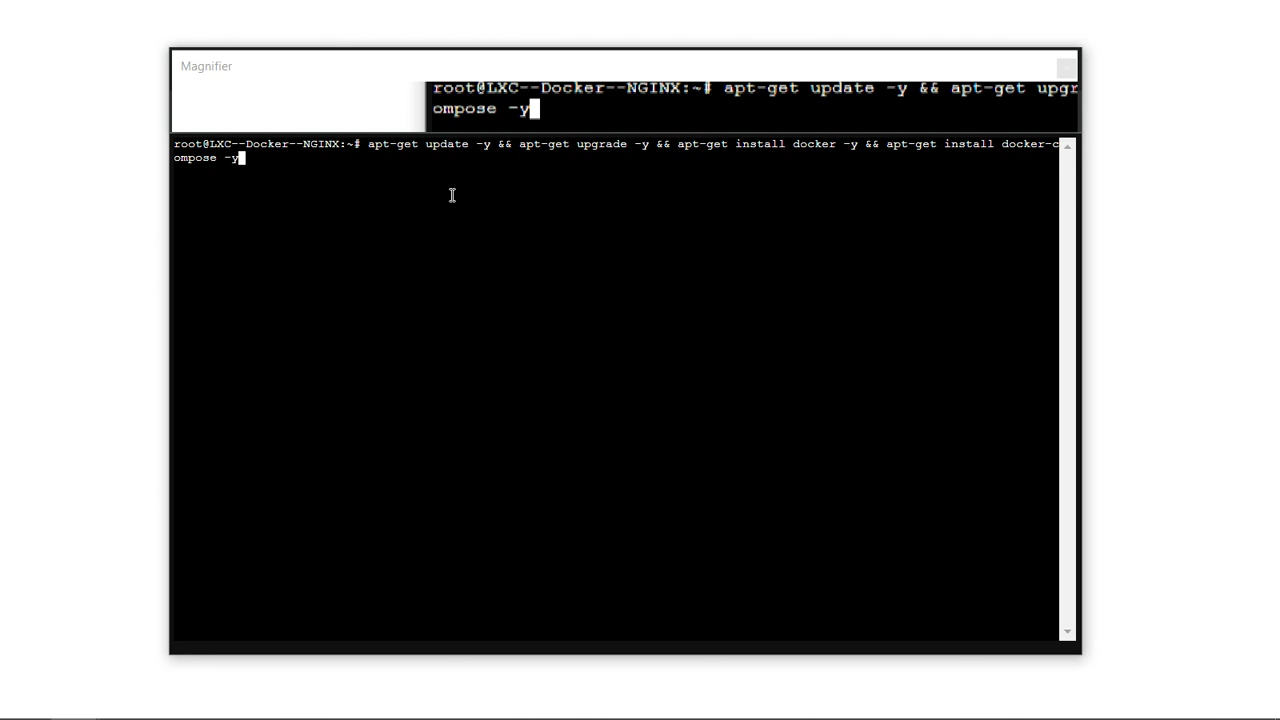 Magnifier
root@LXC--Docker--NGINX:~# apt-get update -y && apt-get upgr
ompose -y
root@LXC--Docker--NGINX:~# apt-get update -y && apt-get upgrade -y && apt-get install docker -y && apt-get install docker-c
ompose -y